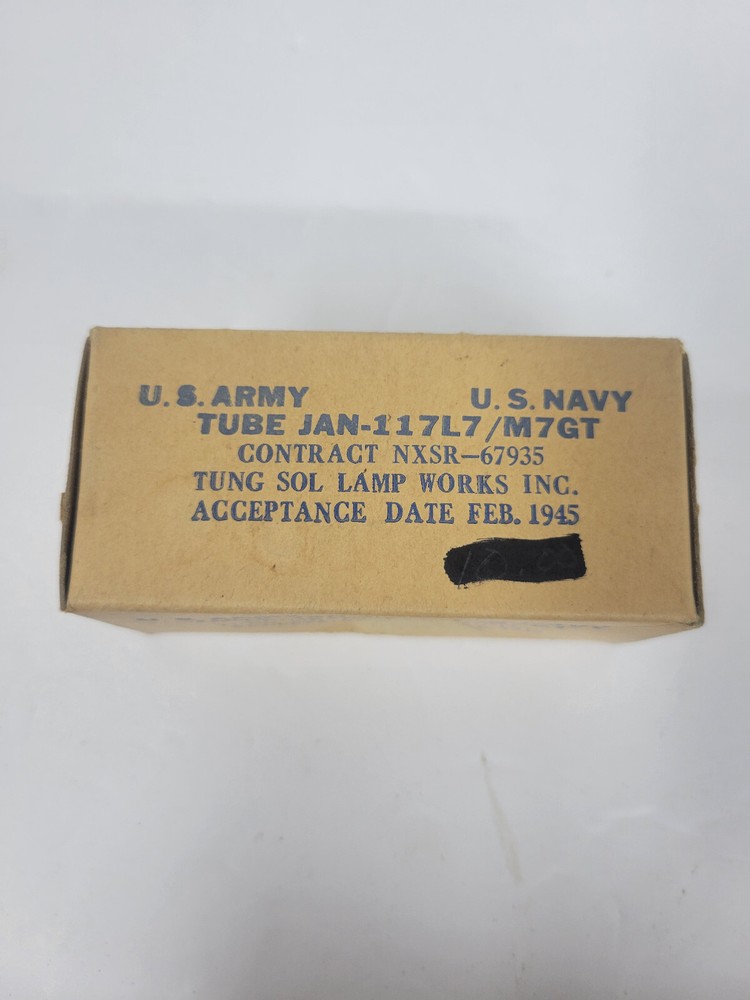 U.S. ARMY U.S. NAVY
TUBE JAN-117L7/M7GT
CONTRACT NXSR-67935
TUNG SOL LAMP WORKS INC.
ACCEPTANCE DATE FEB. 1945